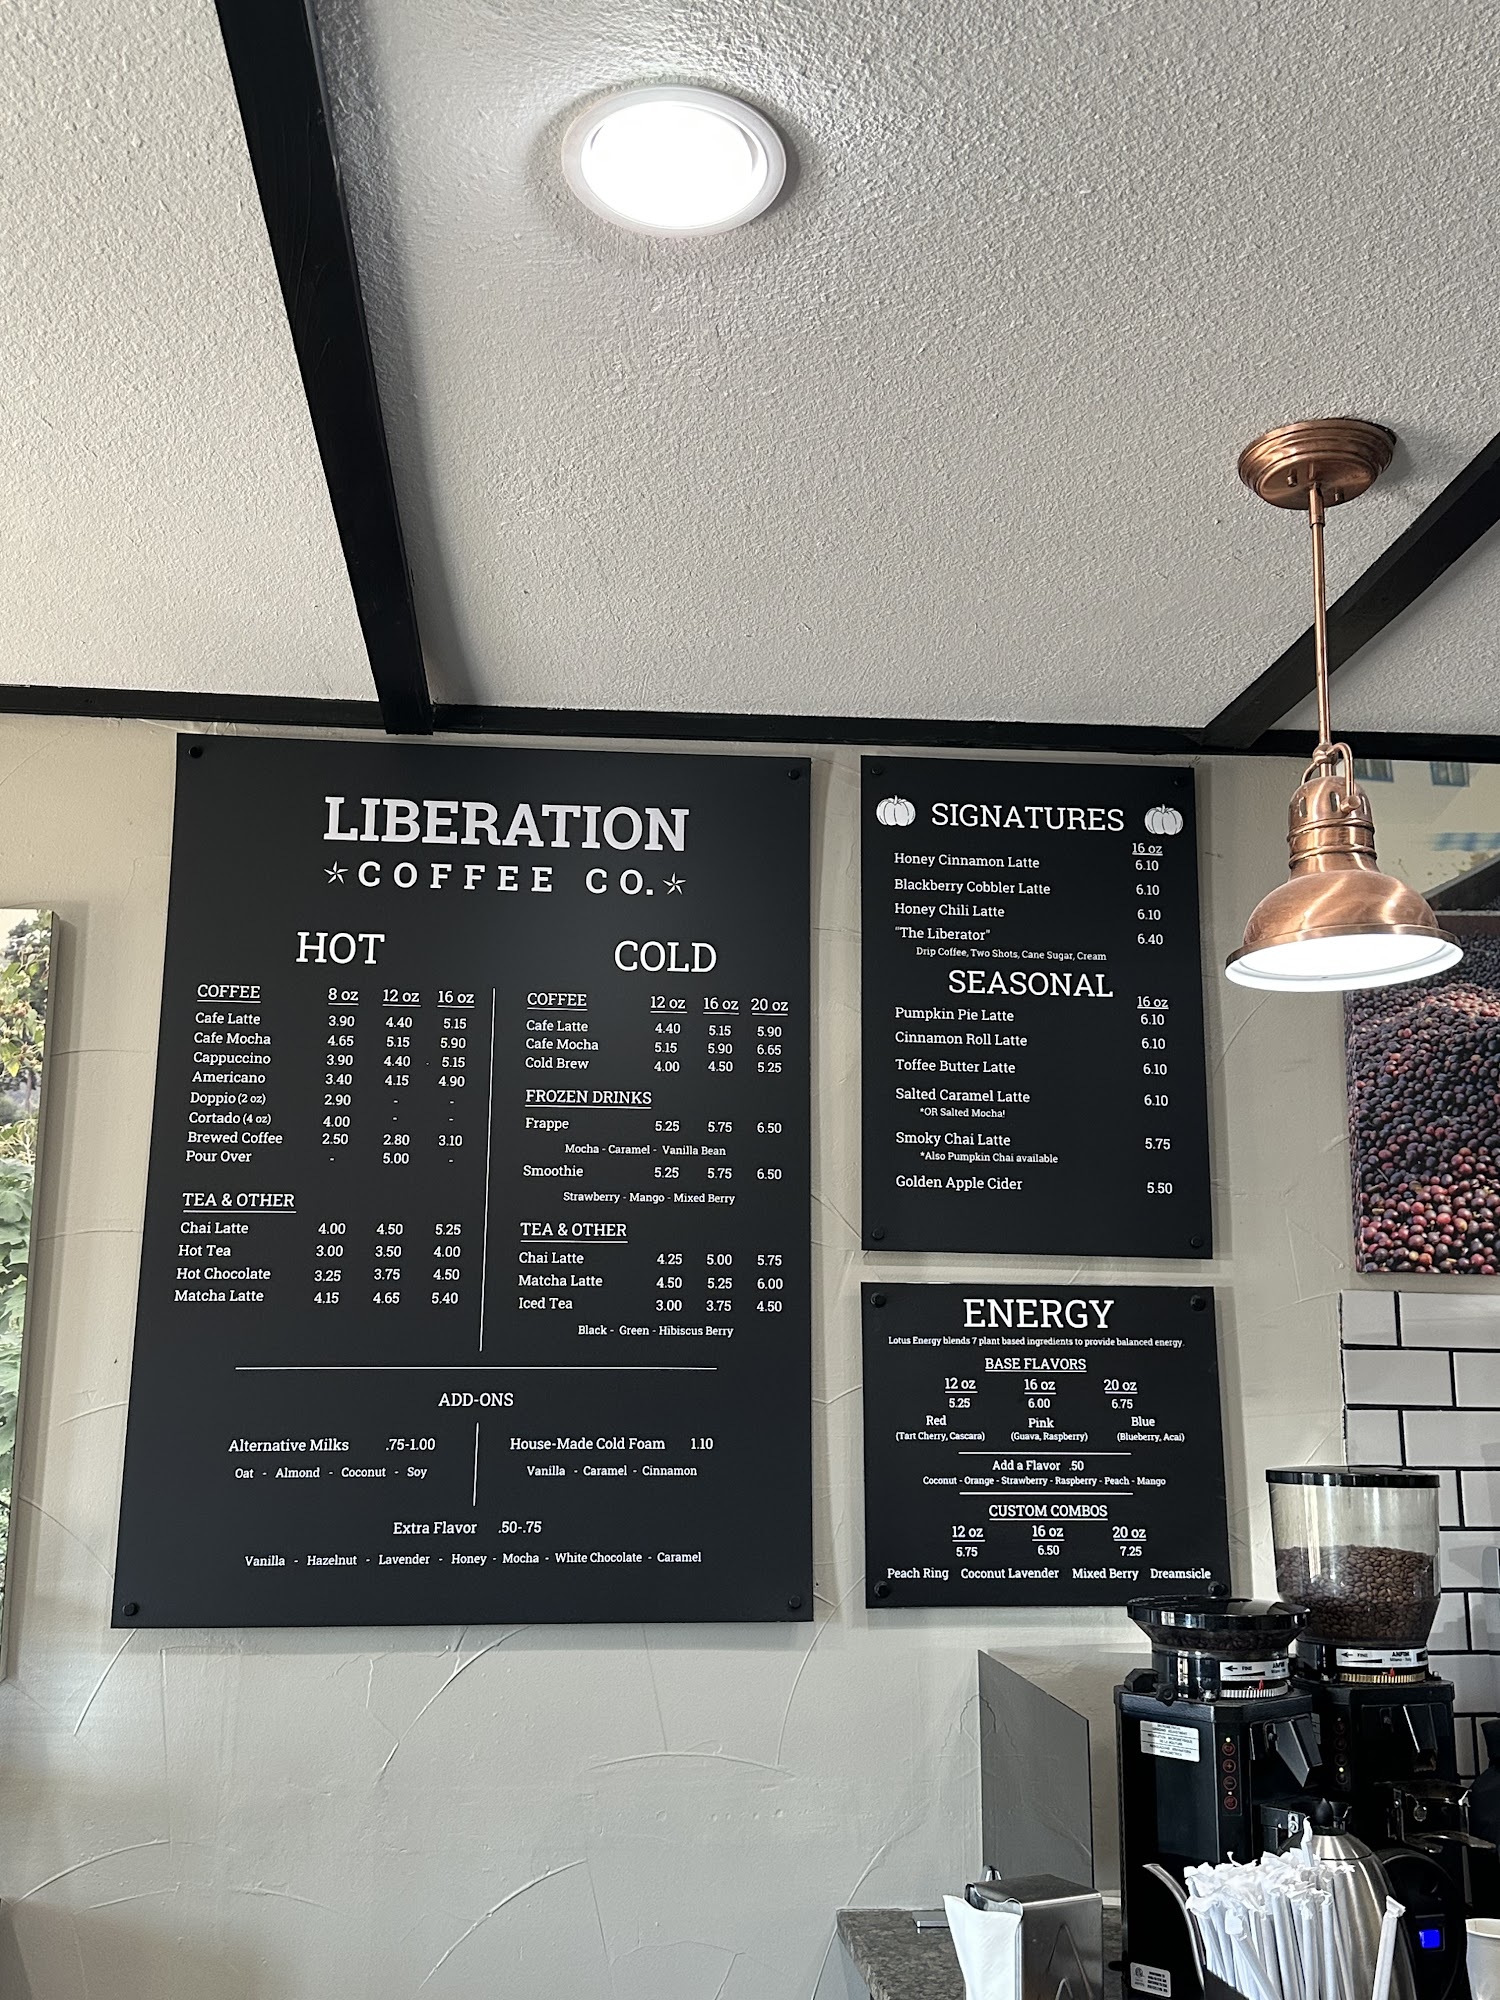 LIBERATION
COFFEE CO.
HOT
COFFEE 8 oz 12 oz 16 oz
Cafe Latte 3.90 4.40 5.15
Cafe Mocha 4.65 5.15 5.90
Cappuccino 3.90 4.40 5.15
Americano 3.40 4.15 4.90
Doppio (2 oz) 2.90 - -
Cortado (4 oz) 4.00 - -
Brewed Coffee 2.50 2.80 3.10
Pour Over - 5.00 -
TEA & OTHER
Chai Latte 4.00 4.50 5.25
Hot Tea 3.00 3.50 4.00
Hot Chocolate 3.25 3.75 4.50
Matcha Latte 4.15 4.65 5.40
COLD
COFFEE 12 oz 16 oz 20 oz
Cafe Latte 4.40 5.15 5.90
Cafe Mocha 5.15 5.90 6.65
Cold Brew 4.00 4.50 5.25
FROZEN DRINKS
Frappe 5.25 5.75 6.50
Mocha - Caramel - Vanilla Bean
Smoothie 5.25 5.75 6.50
Strawberry - Mango - Mixed Berry
TEA & OTHER
Chai Latte 4.25 5.00 5.75
Matcha Latte 4.50 5.25 6.00
Iced Tea 3.00 3.75 4.50
Black - Green - Hibiscus Berry
ADD-ONS
Alternative Milks .75-1.00
Oat - Almond - Coconut - Soy
House-Made Cold Foam 1.10
Vanilla - Caramel - Cinnamon
Extra Flavor .50-.75
Vanilla - Hazelnut - Lavender - Honey - Mocha - White Chocolate - Caramel
SIGNATURES
16 oz
Honey Cinnamon Latte 6.10
Blackberry Cobbler Latte 6.10
Honey Chili Latte 6.10
"The Liberator" 6.40
Drip Coffee, Two Shots, Cane Sugar, Cream
SEASONAL
16 oz
Pumpkin Pie Latte 6.10
Cinnamon Roll Latte 6.10
Toffee Butter Latte 6.10
Salted Caramel Latte 6.10
*OR Salted Mocha!
Smoky Chai Latte 5.75
*Also Pumpkin Chai available
Golden Apple Cider 5.50
ENERGY
Lotus Energy blends 7 plant based ingredients to provide balanced energy.
BASE FLAVORS
12 oz 16 oz 20 oz
5.25 6.00 6.75
Red Pink Blue
(Tart Cherry, Cascara) (Guava, Raspberry) (Blueberry, Acai)
Add a Flavor .50
Coconut - Orange - Strawberry - Raspberry - Peach - Mango
CUSTOM COMBOS
12 oz 16 oz 20 oz
5.75 6.50 7.25
Peach Ring Coconut Lavender Mixed Berry Dreamsicle
FINE ANFIM
FINE ANFIM